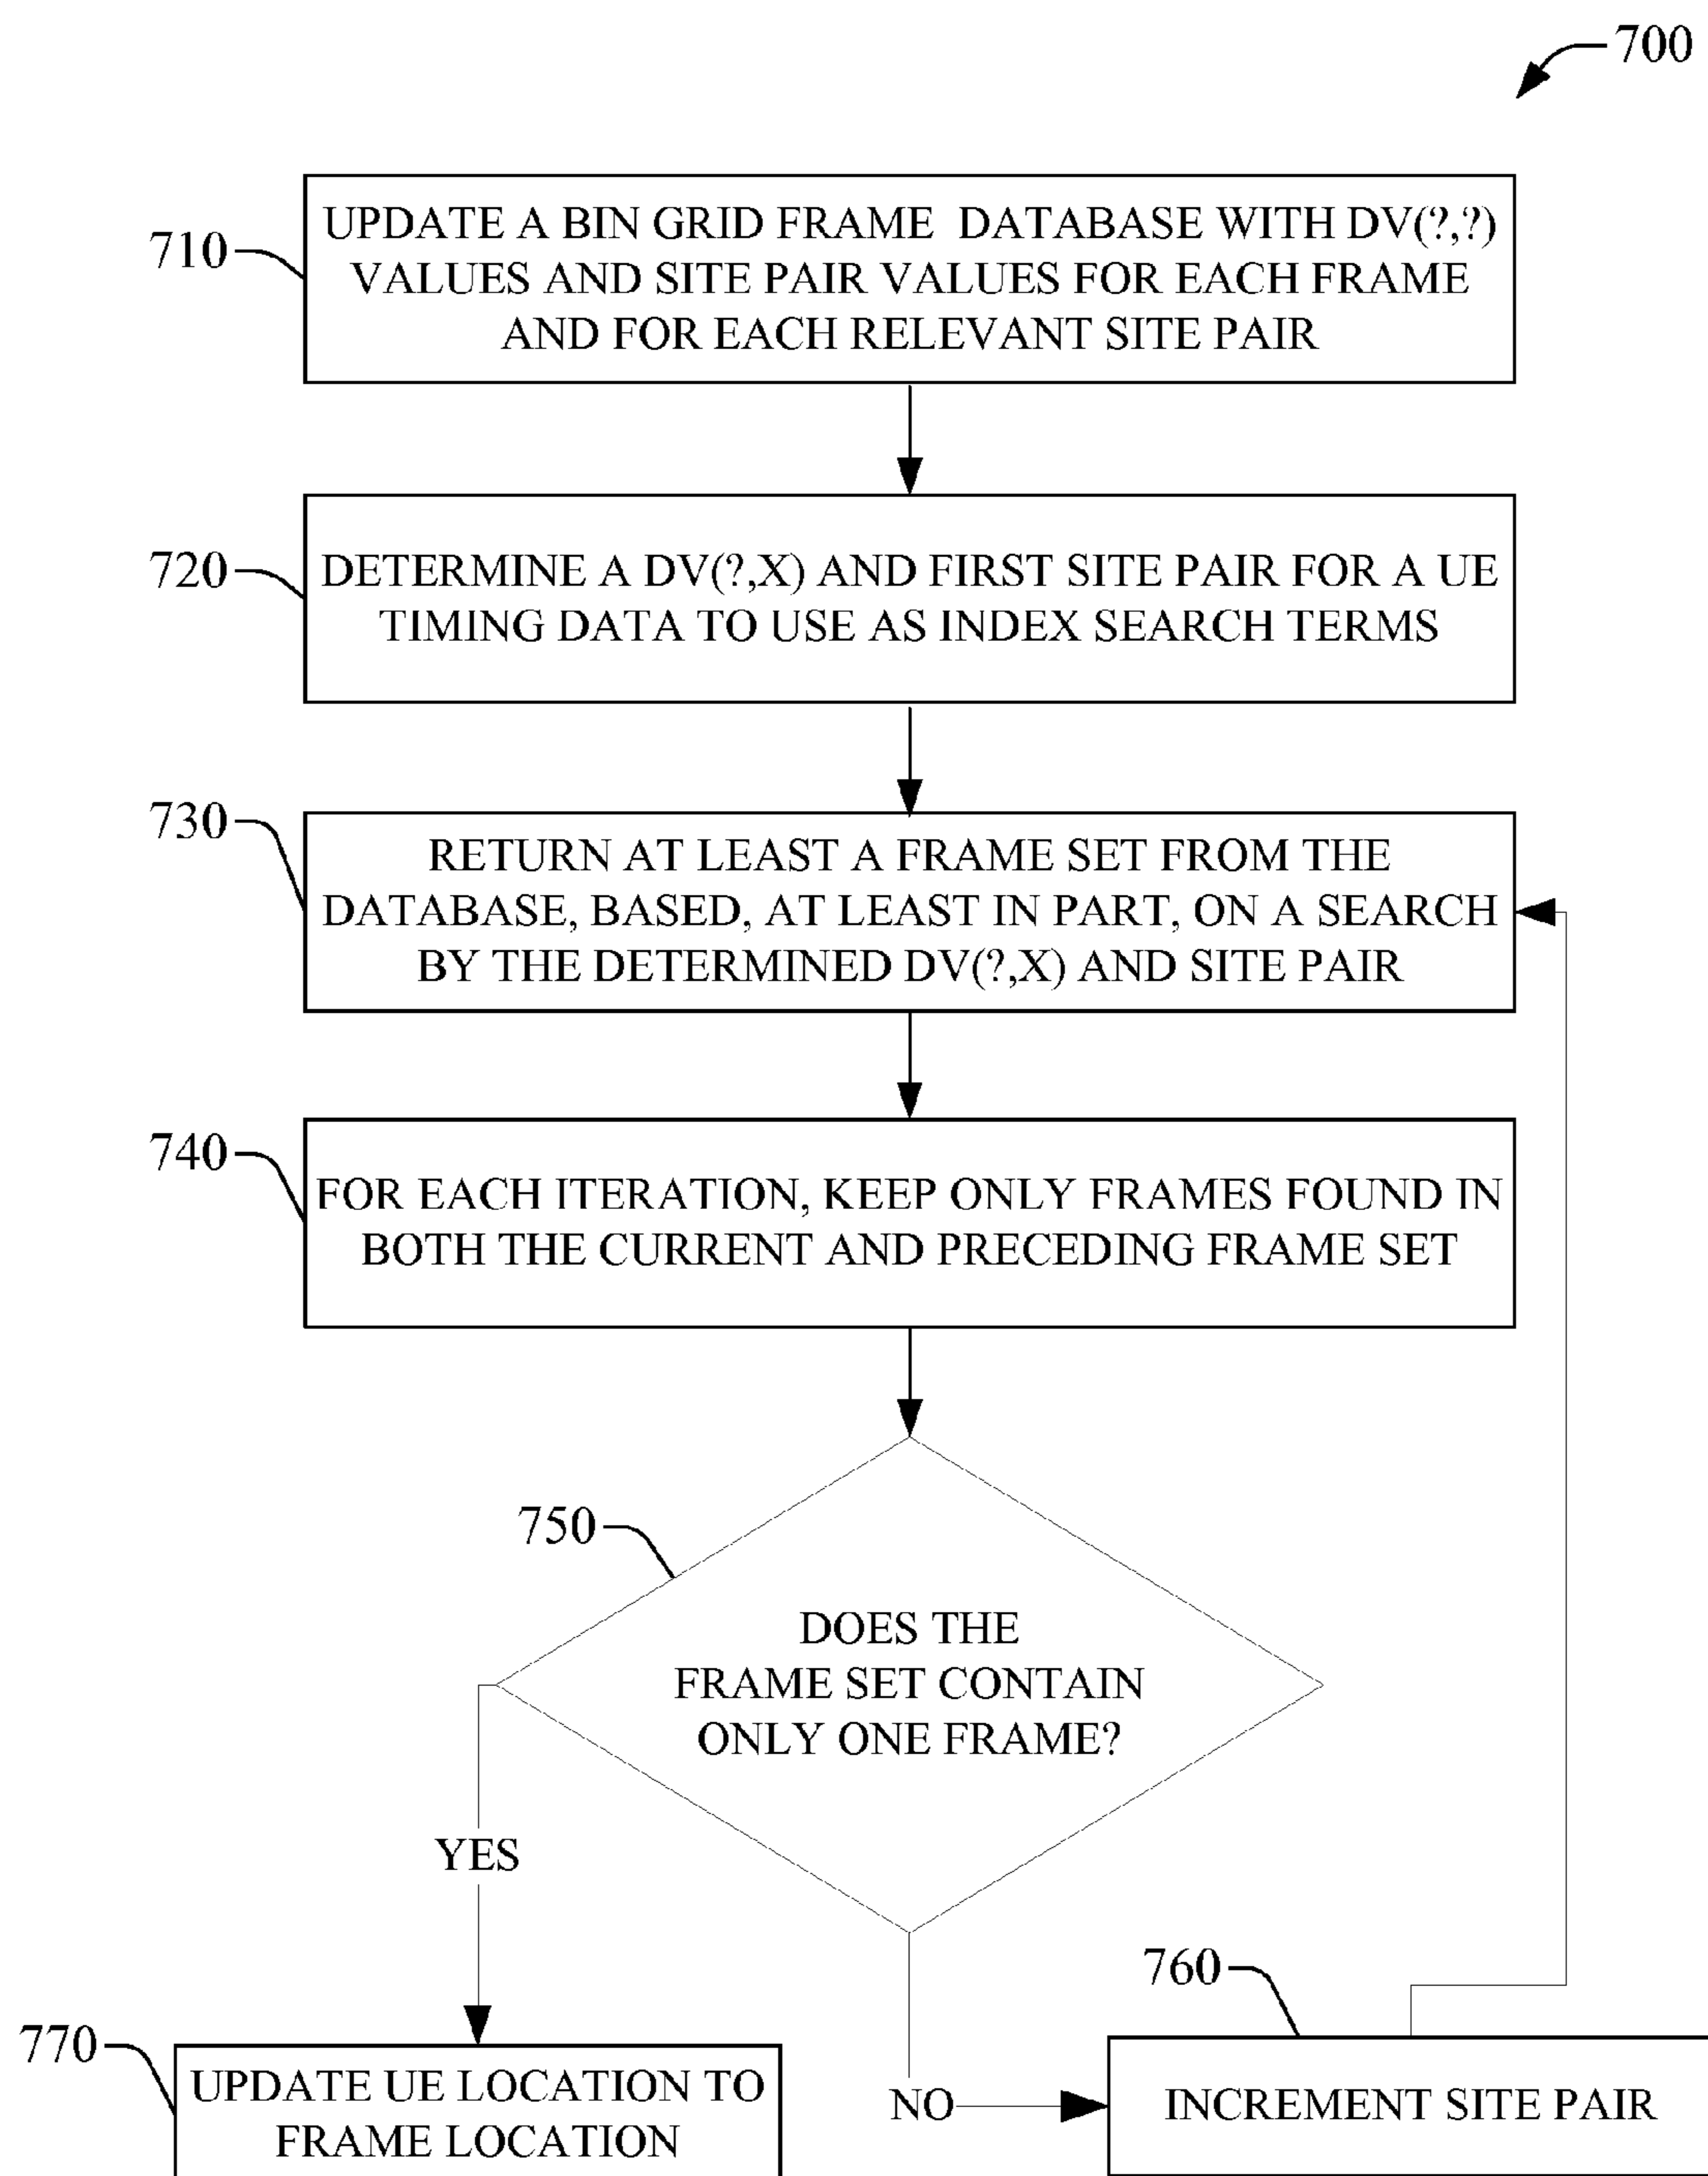 700
710
UPDATE A BIN GRID FRAME DATABASE WITH DV(?,?)
VALUES AND SITE PAIR VALUES FOR EACH FRAME
AND FOR EACH RELEVANT SITE PAIR
720
DETERMINE A DV(?,X) AND FIRST SITE PAIR FOR A UE
TIMING DATA TO USE AS INDEX SEARCH TERMS
730
RETURN AT LEAST A FRAME SET FROM THE
DATABASE, BASED, AT LEAST IN PART, ON A SEARCH
BY THE DETERMINED DV(?,X) AND SITE PAIR
740
FOR EACH ITERATION, KEEP ONLY FRAMES FOUND IN
BOTH THE CURRENT AND PRECEDING FRAME SET
750
DOES THE
FRAME SET CONTAIN
ONLY ONE FRAME?
YES
760
770
UPDATE UE LOCATION TO
FRAME LOCATION
NO
INCREMENT SITE PAIR